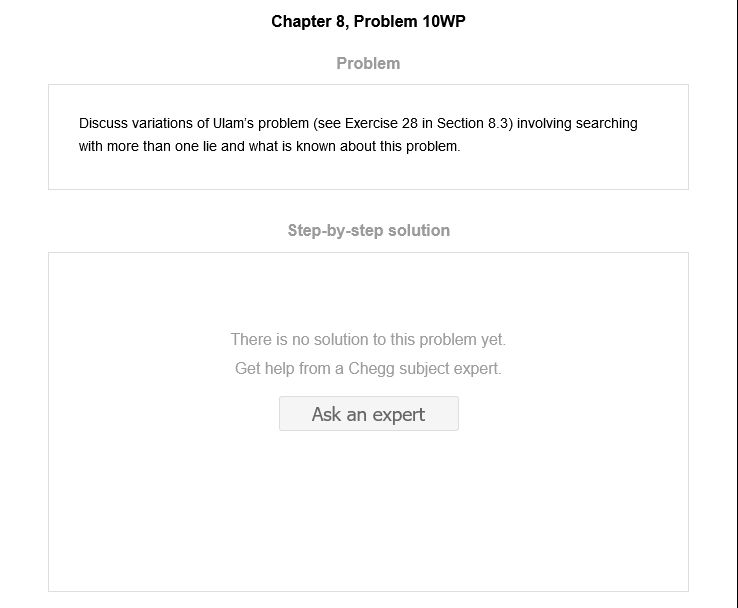 Chapter 8, Problem 10WP
Problem
Discuss variations of Ulam's problem (see Exercise 28 in Section 8.3) involving searching
with more than one lie and what is known about this problem.
Step-by-step solution
There is no solution to this problem yet.
Get help from a Chegg subject expert.
Ask an expert